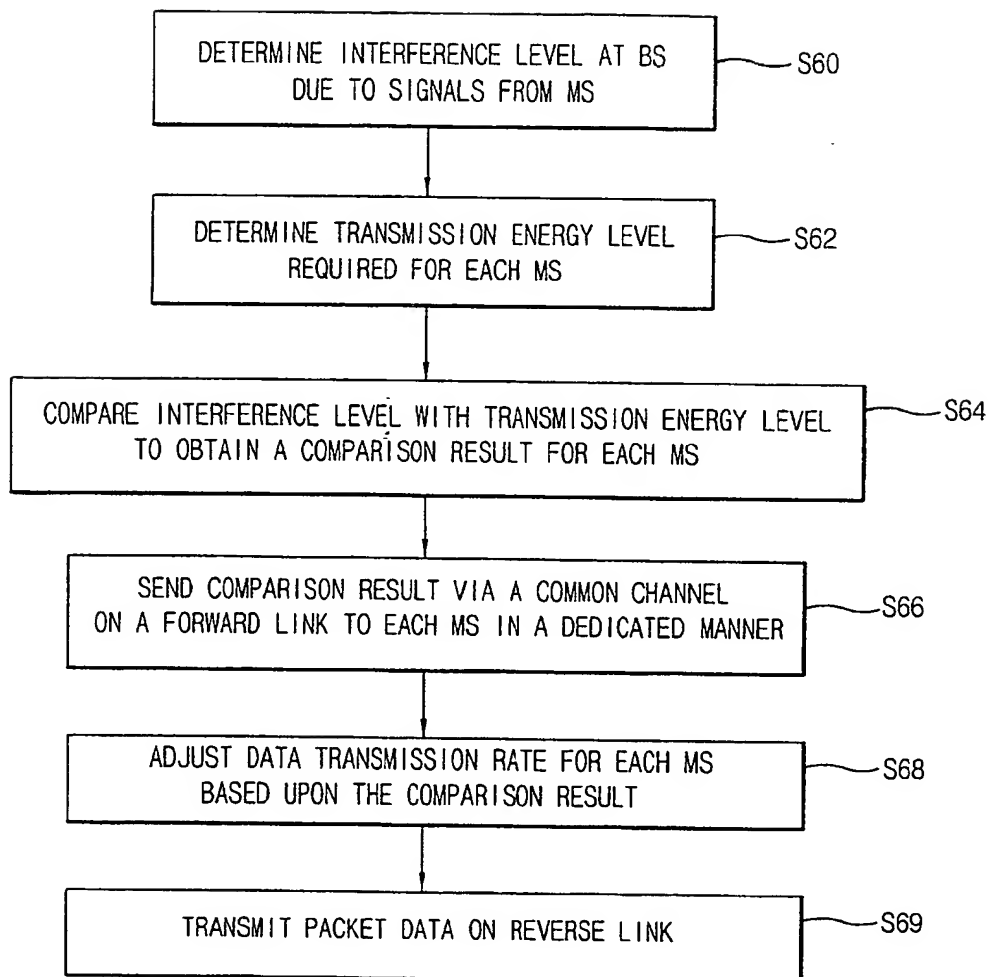 DETERMINE INTERFERENCE LEVEL AT BS
DUE TO SIGNALS FROM MS
S60
DETERMINE TRANSMISSION ENERGY LEVEL
REQUIRED FOR EACH MS
S62
COMPARE INTERFERENCE LEVEL WITH TRANSMISSION ENERGY LEVEL
TO OBTAIN A COMPARISON RESULT FOR EACH MS
S64
SEND COMPARISON RESULT VIA A COMMON CHANNEL
ON A FORWARD LINK TO EACH MS IN A DEDICATED MANNER
S66
ADJUST DATA TRANSMISSION RATE FOR EACH MS
BASED UPON THE COMPARISON RESULT
S68
TRANSMIT PACKET DATA ON REVERSE LINK
S69